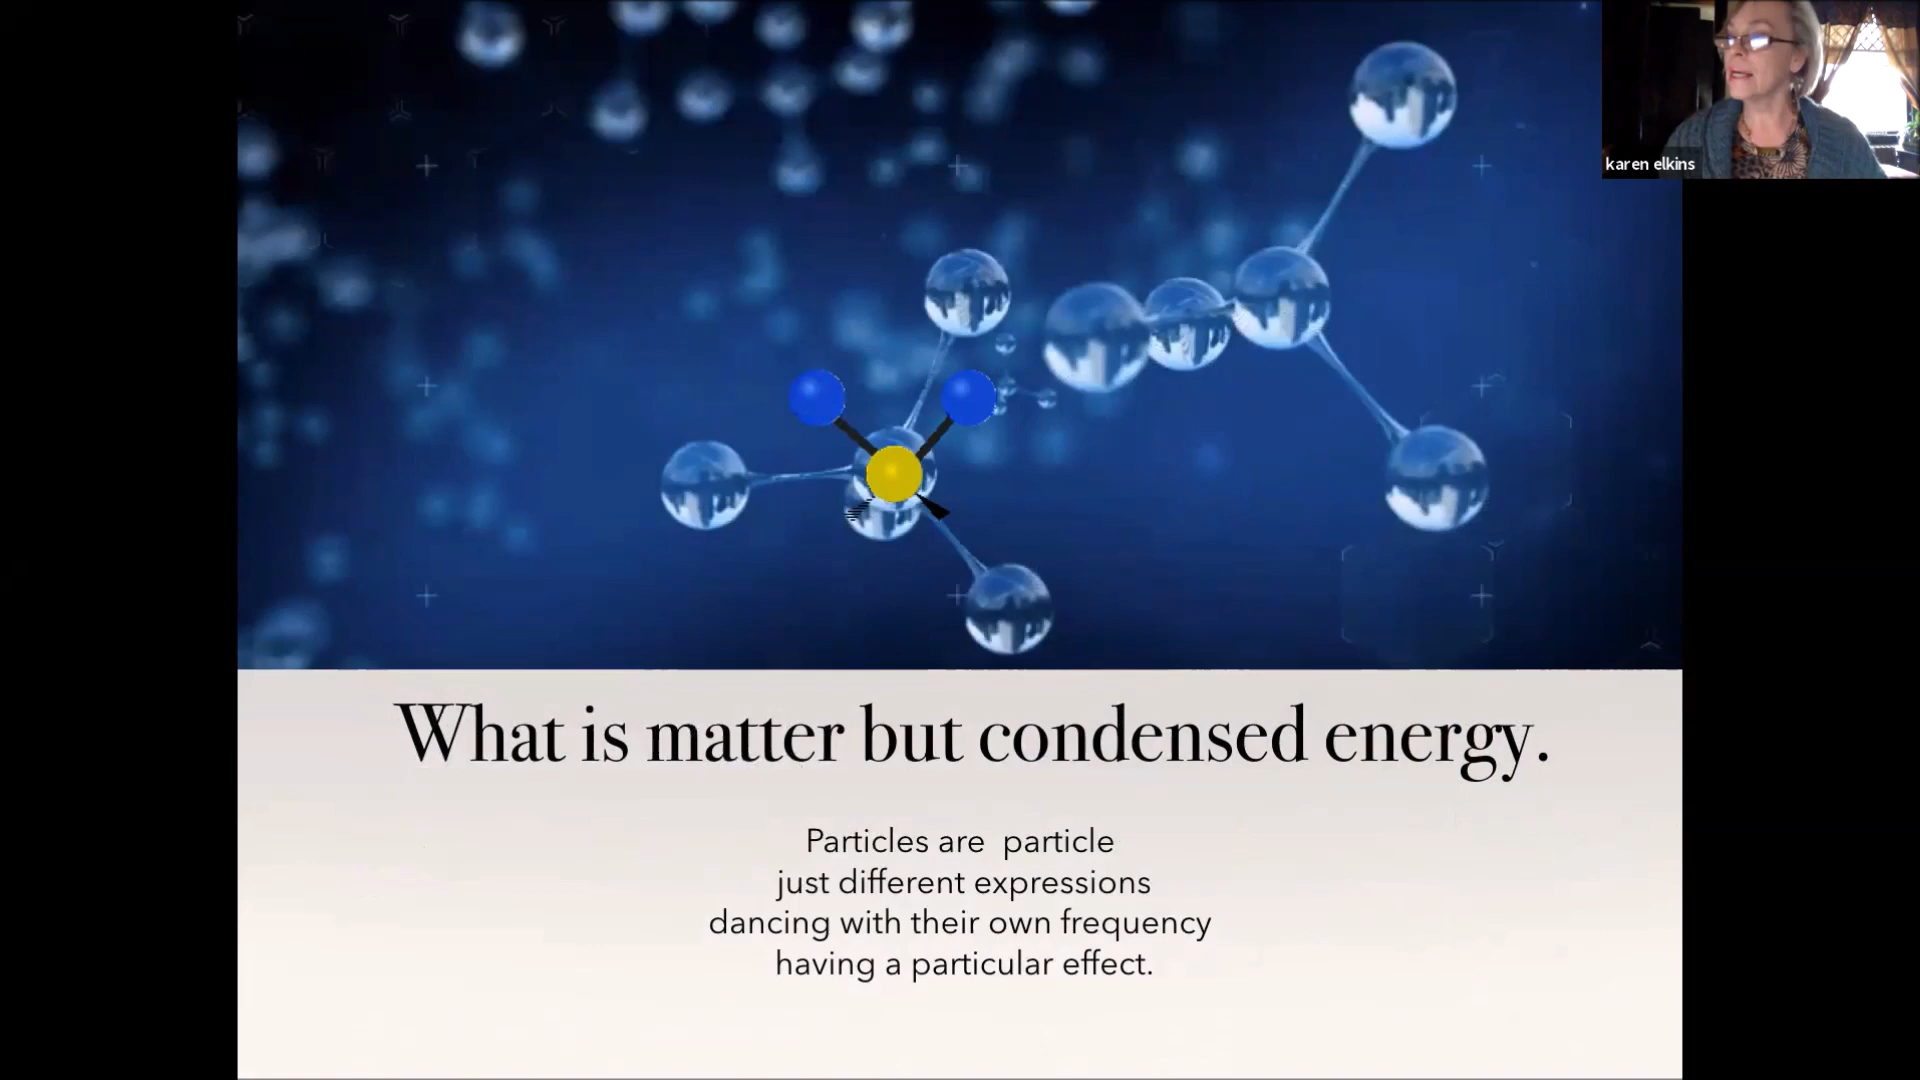 karen elkins
What is matter but condensed energy.
Particles are  particle
just different expressions
dancing with their own frequency
having a particular effect.